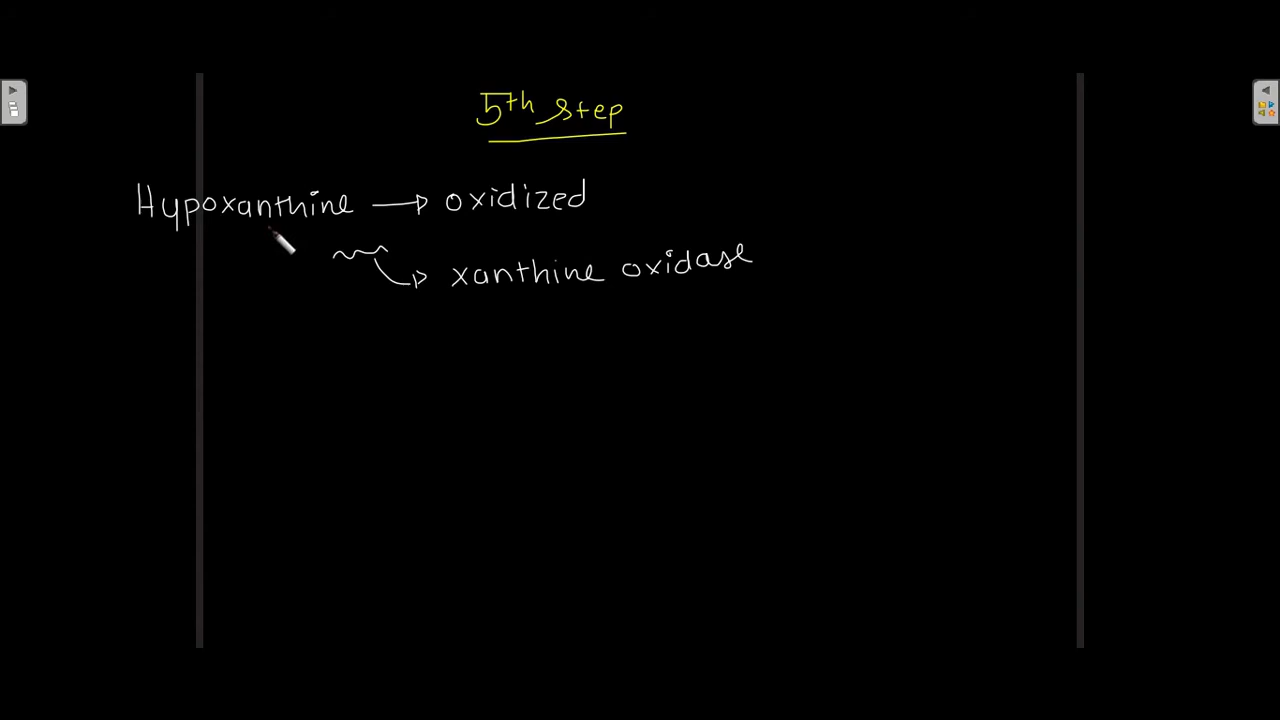 5th step
Hypoxanthine → oxidized
→ xanthine oxidase